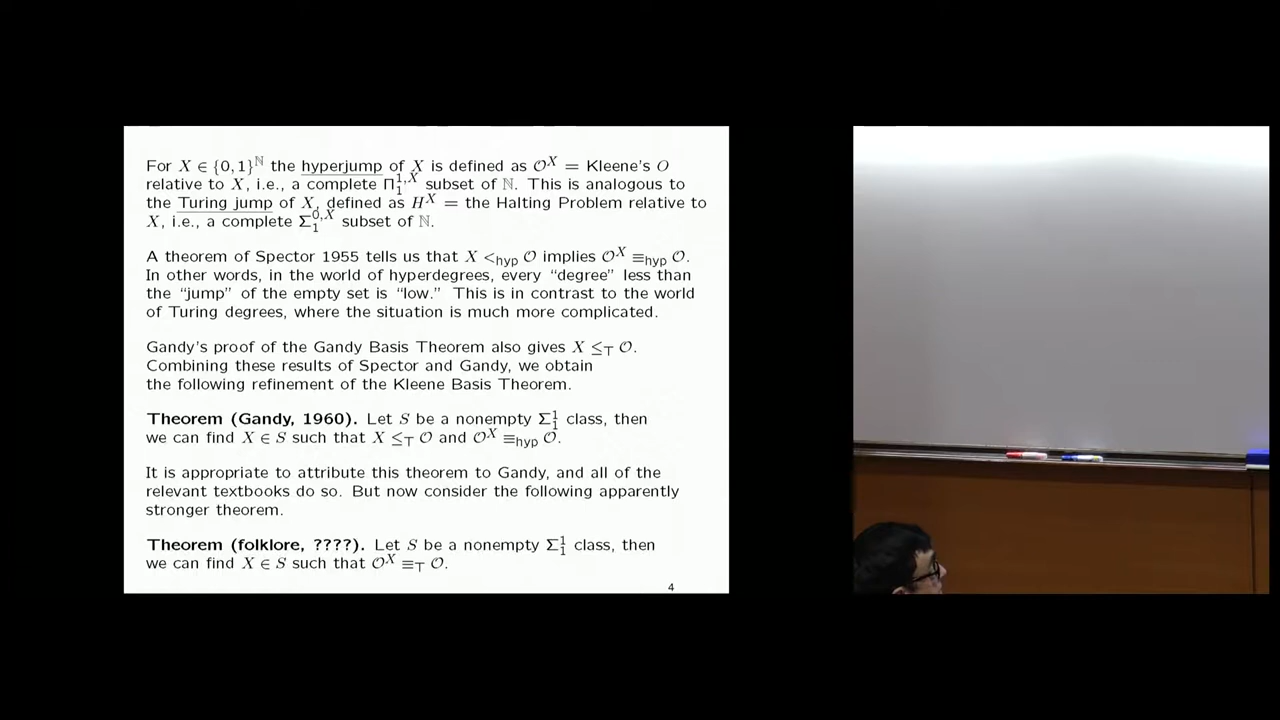 For X ∈ {0,1}^ℕ the hyperjump of X is defined as 𝒪^X = Kleene's O
relative to X, i.e., a complete Π^{1,X}_1 subset of ℕ. This is analogous to
the Turing jump of X, defined as H^X = the Halting Problem relative to
X, i.e., a complete Σ^{0,X}_1 subset of ℕ.
A theorem of Spector 1955 tells us that X <_hyp 𝒪 implies 𝒪^X ≡_hyp 𝒪.
In other words, in the world of hyperdegrees, every “degree” less than
the “jump” of the empty set is “low.” This is in contrast to the world
of Turing degrees, where the situation is much more complicated.
Gandy's proof of the Gandy Basis Theorem also gives X ≤_T 𝒪.
Combining these results of Spector and Gandy, we obtain
the following refinement of the Kleene Basis Theorem.
Theorem (Gandy, 1960). Let S be a nonempty Σ^1_1 class, then
we can find X ∈ S such that X ≤_T 𝒪 and 𝒪^X ≡_hyp 𝒪.
It is appropriate to attribute this theorem to Gandy, and all of the
relevant textbooks do so. But now consider the following apparently
stronger theorem.
Theorem (folklore, ????). Let S be a nonempty Σ^1_1 class, then
we can find X ∈ S such that 𝒪^X ≡_T 𝒪.
4